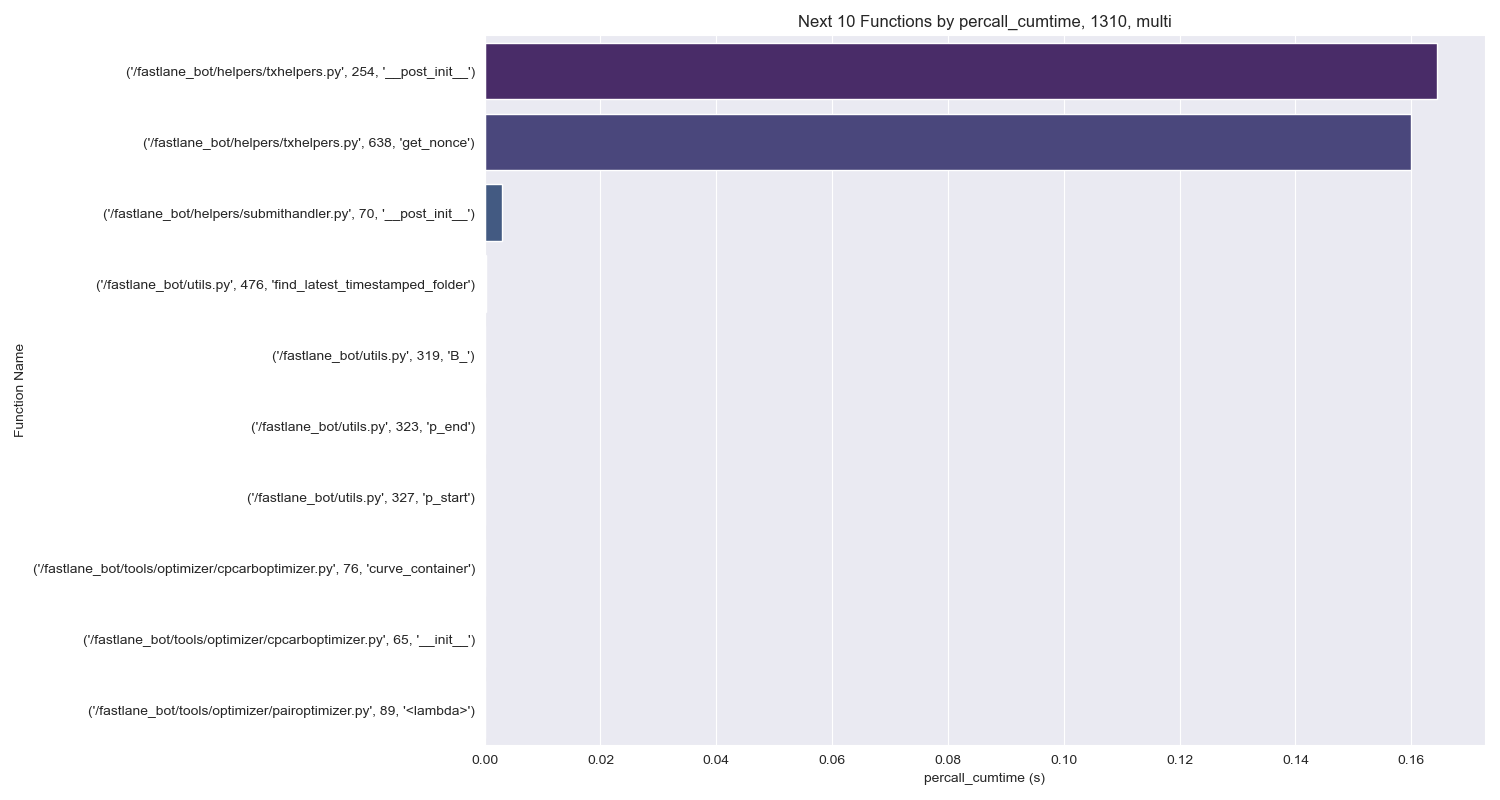 Next 10 Functions by percall_cumtime, 1310, multi
('/fastlane_bot/helpers/txhelpers.py', 254, '__post_init__')
('/fastlane_bot/helpers/txhelpers.py', 638, 'get_nonce')
('/fastlane_bot/helpers/submithandler.py', 70, '__post_init__')
('/fastlane_bot/utils.py', 476, 'find_latest_timestamped_folder')
('/fastlane_bot/utils.py', 319, 'B_')
('/fastlane_bot/utils.py', 323, 'p_end')
('/fastlane_bot/utils.py', 327, 'p_start')
('/fastlane_bot/tools/optimizer/cpcarboptimizer.py', 76, 'curve_container')
('/fastlane_bot/tools/optimizer/cpcarboptimizer.py', 65, '__init__')
('/fastlane_bot/tools/optimizer/pairoptimizer.py', 89, '<lambda>')
Function Name
0.00 0.02 0.04 0.06 0.08 0.10 0.12 0.14 0.16
percall_cumtime (s)